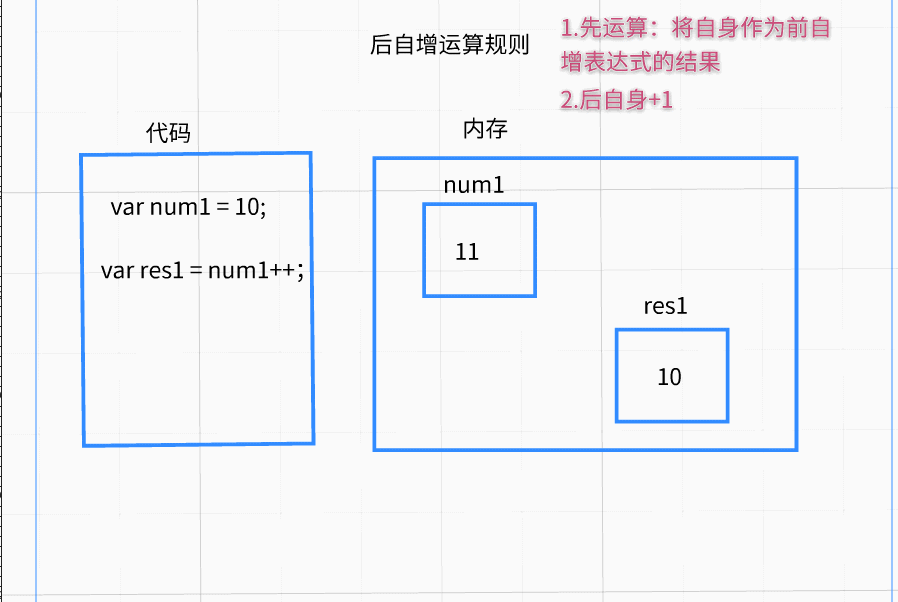 后自增运算规则
1.先运算：将自身作为前自
增表达式的结果
2.后自身+1
代码
var num1 = 10;
var res1 = num1++；
内存
num1
11
res1
10